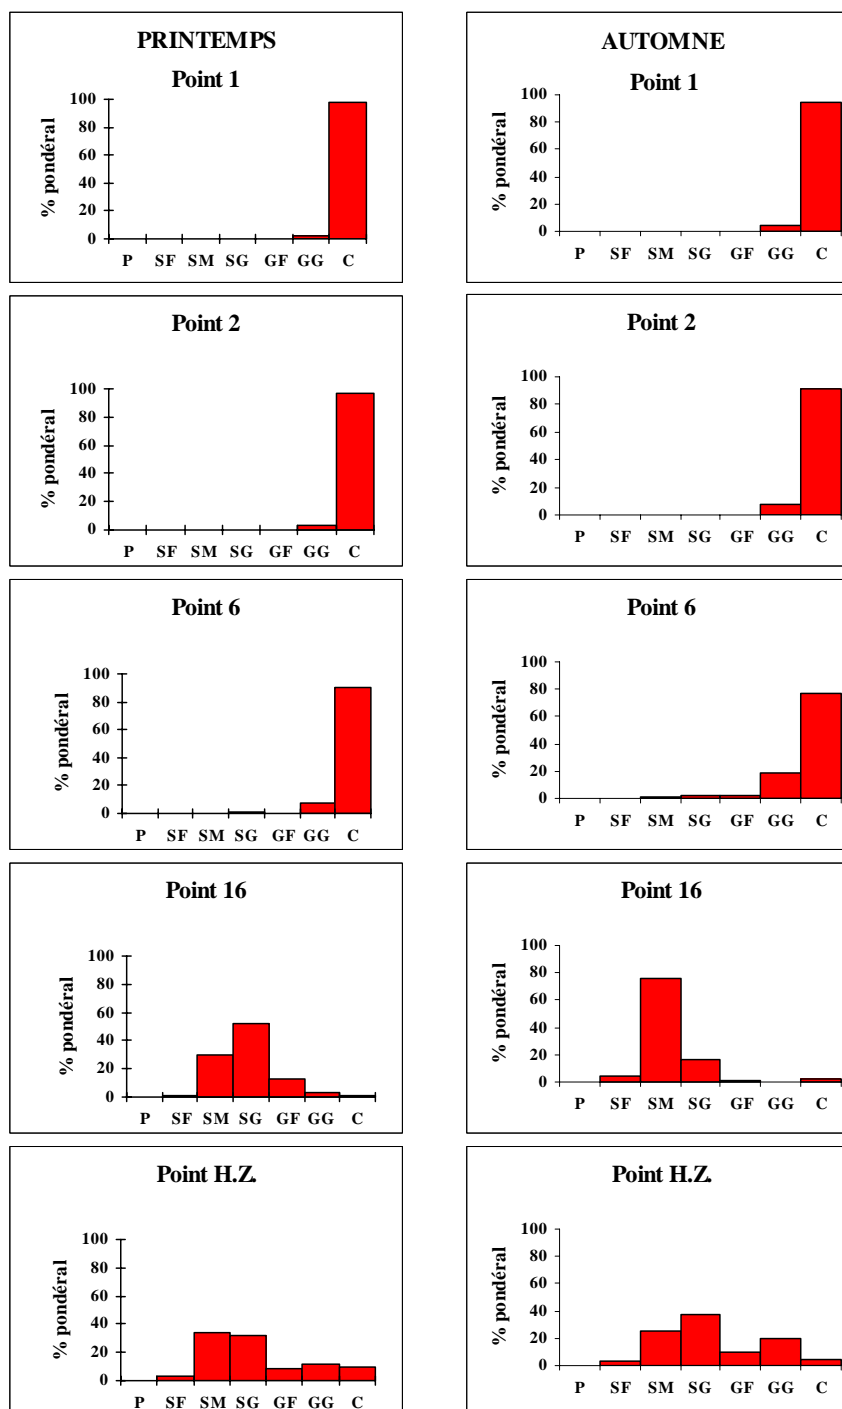 PRINTEMPS
Point 1
% pondéral
100
80
60
40
20
0
P SF SM SG GF GG C
Point 2
% pondéral
100
80
60
40
20
0
P SF SM SG GF GG C
Point 6
% pondéral
100
80
60
40
20
0
P SF SM SG GF GG C
Point 16
% pondéral
100
80
60
40
20
0
P SF SM SG GF GG C
Point H.Z.
% pondéral
100
80
60
40
20
0
P SF SM SG GF GG C
AUTOMNE
Point 1
% pondéral
100
80
60
40
20
0
P SF SM SG GF GG C
Point 2
% pondéral
100
80
60
40
20
0
P SF SM SG GF GG C
Point 6
% pondéral
100
80
60
40
20
0
P SF SM SG GF GG C
Point 16
% pondéral
100
80
60
40
20
0
P SF SM SG GF GG C
Point H.Z.
% pondéral
100
80
60
40
20
0
P SF SM SG GF GG C